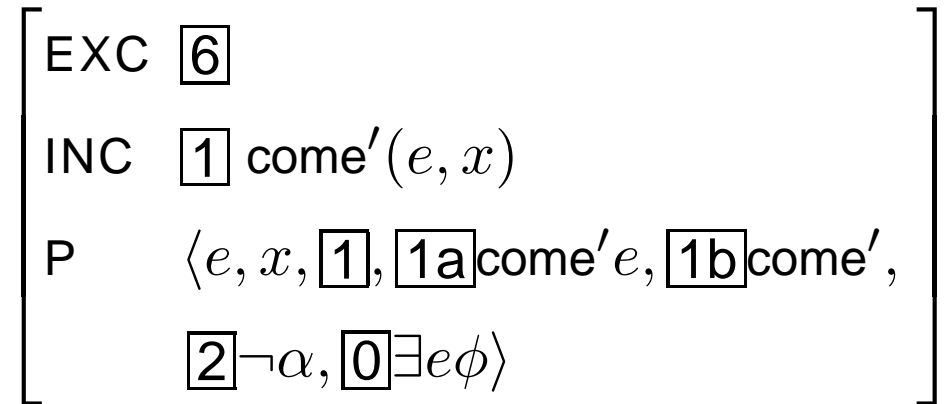 EXC 6
INC 1 come′(e, x)
P ⟨e, x, 1, 1a come′e, 1b come′,
2 ¬α, 0 ∃eϕ⟩